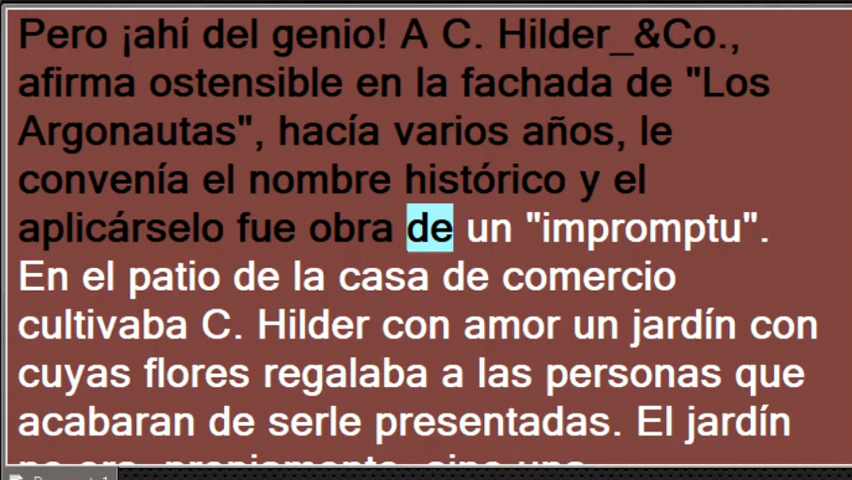 Pero ¡ahí del genio! A C. Hilder_&Co.,
afirma ostensible en la fachada de "Los
Argonautas", hacía varios años, le
convenía el nombre histórico y el
aplicárselo fue obra de un "impromptu".
En el patio de la casa de comercio
cultivaba C. Hilder con amor un jardín con
cuyas flores regalaba a las personas que
acabaran de serle presentadas. El jardín